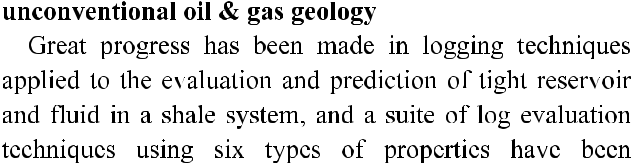 unconventional oil & gas geology
Great progress has been made in logging techniques
applied to the evaluation and prediction of tight reservoir
and fluid in a shale system, and a suite of log evaluation
techniques using six types of properties have been